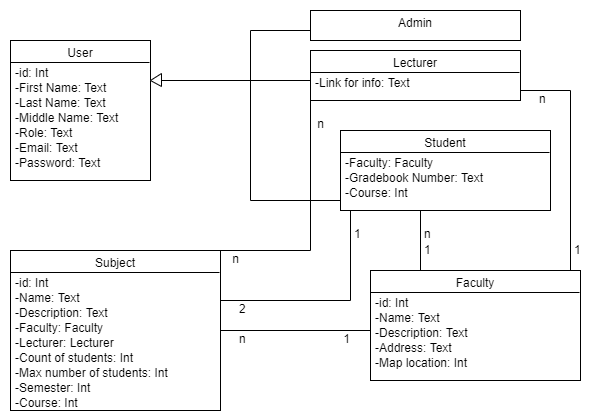 Admin
User
-id: Int
-First Name: Text
-Last Name: Text
-Middle Name: Text
-Role: Text
-Email: Text
-Password: Text
Lecturer
-Link for info: Text
n
n
Student
-Faculty: Faculty
-Gradebook Number: Text
-Course: Int
1
n
1
1
n
Subject
-id: Int
-Name: Text
-Description: Text
-Faculty: Faculty
-Lecturer: Lecturer
-Count of students: Int
-Max number of students: Int
-Semester: Int
-Course: Int
2
n
1
Faculty
-id: Int
-Name: Text
-Description: Text
-Address: Text
-Map location: Int